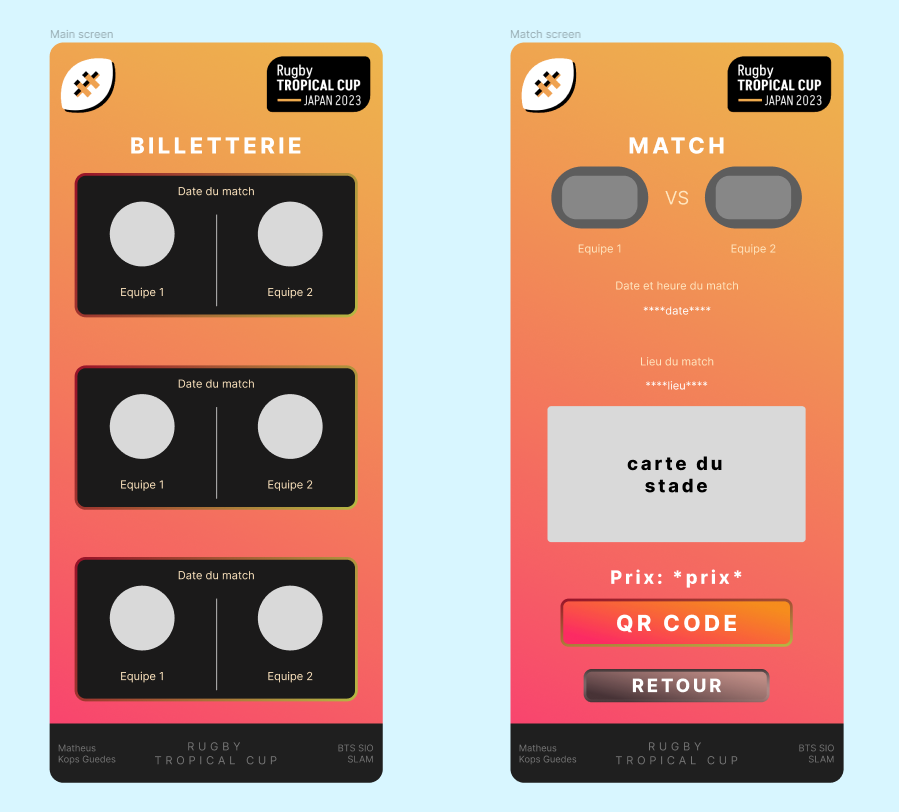 Main screen
Rugby
TROPICAL CUP
JAPAN 2023
BILLETTERIE
Date du match
Equipe 1
Equipe 2
Date du match
Equipe 1
Equipe 2
Date du match
Equipe 1
Equipe 2
Matheus
Kops Guedes
RUGBY
TROPICAL CUP
BTS SIO
SLAM
Match screen
Rugby
TROPICAL CUP
JAPAN 2023
MATCH
VS
Equipe 1
Equipe 2
Date et heure du match
****date****
Lieu du match
****lieu****
carte du
stade
Prix: *prix*
QR CODE
RETOUR
Matheus
Kops Guedes
RUGBY
TROPICAL CUP
BTS SIO
SLAM